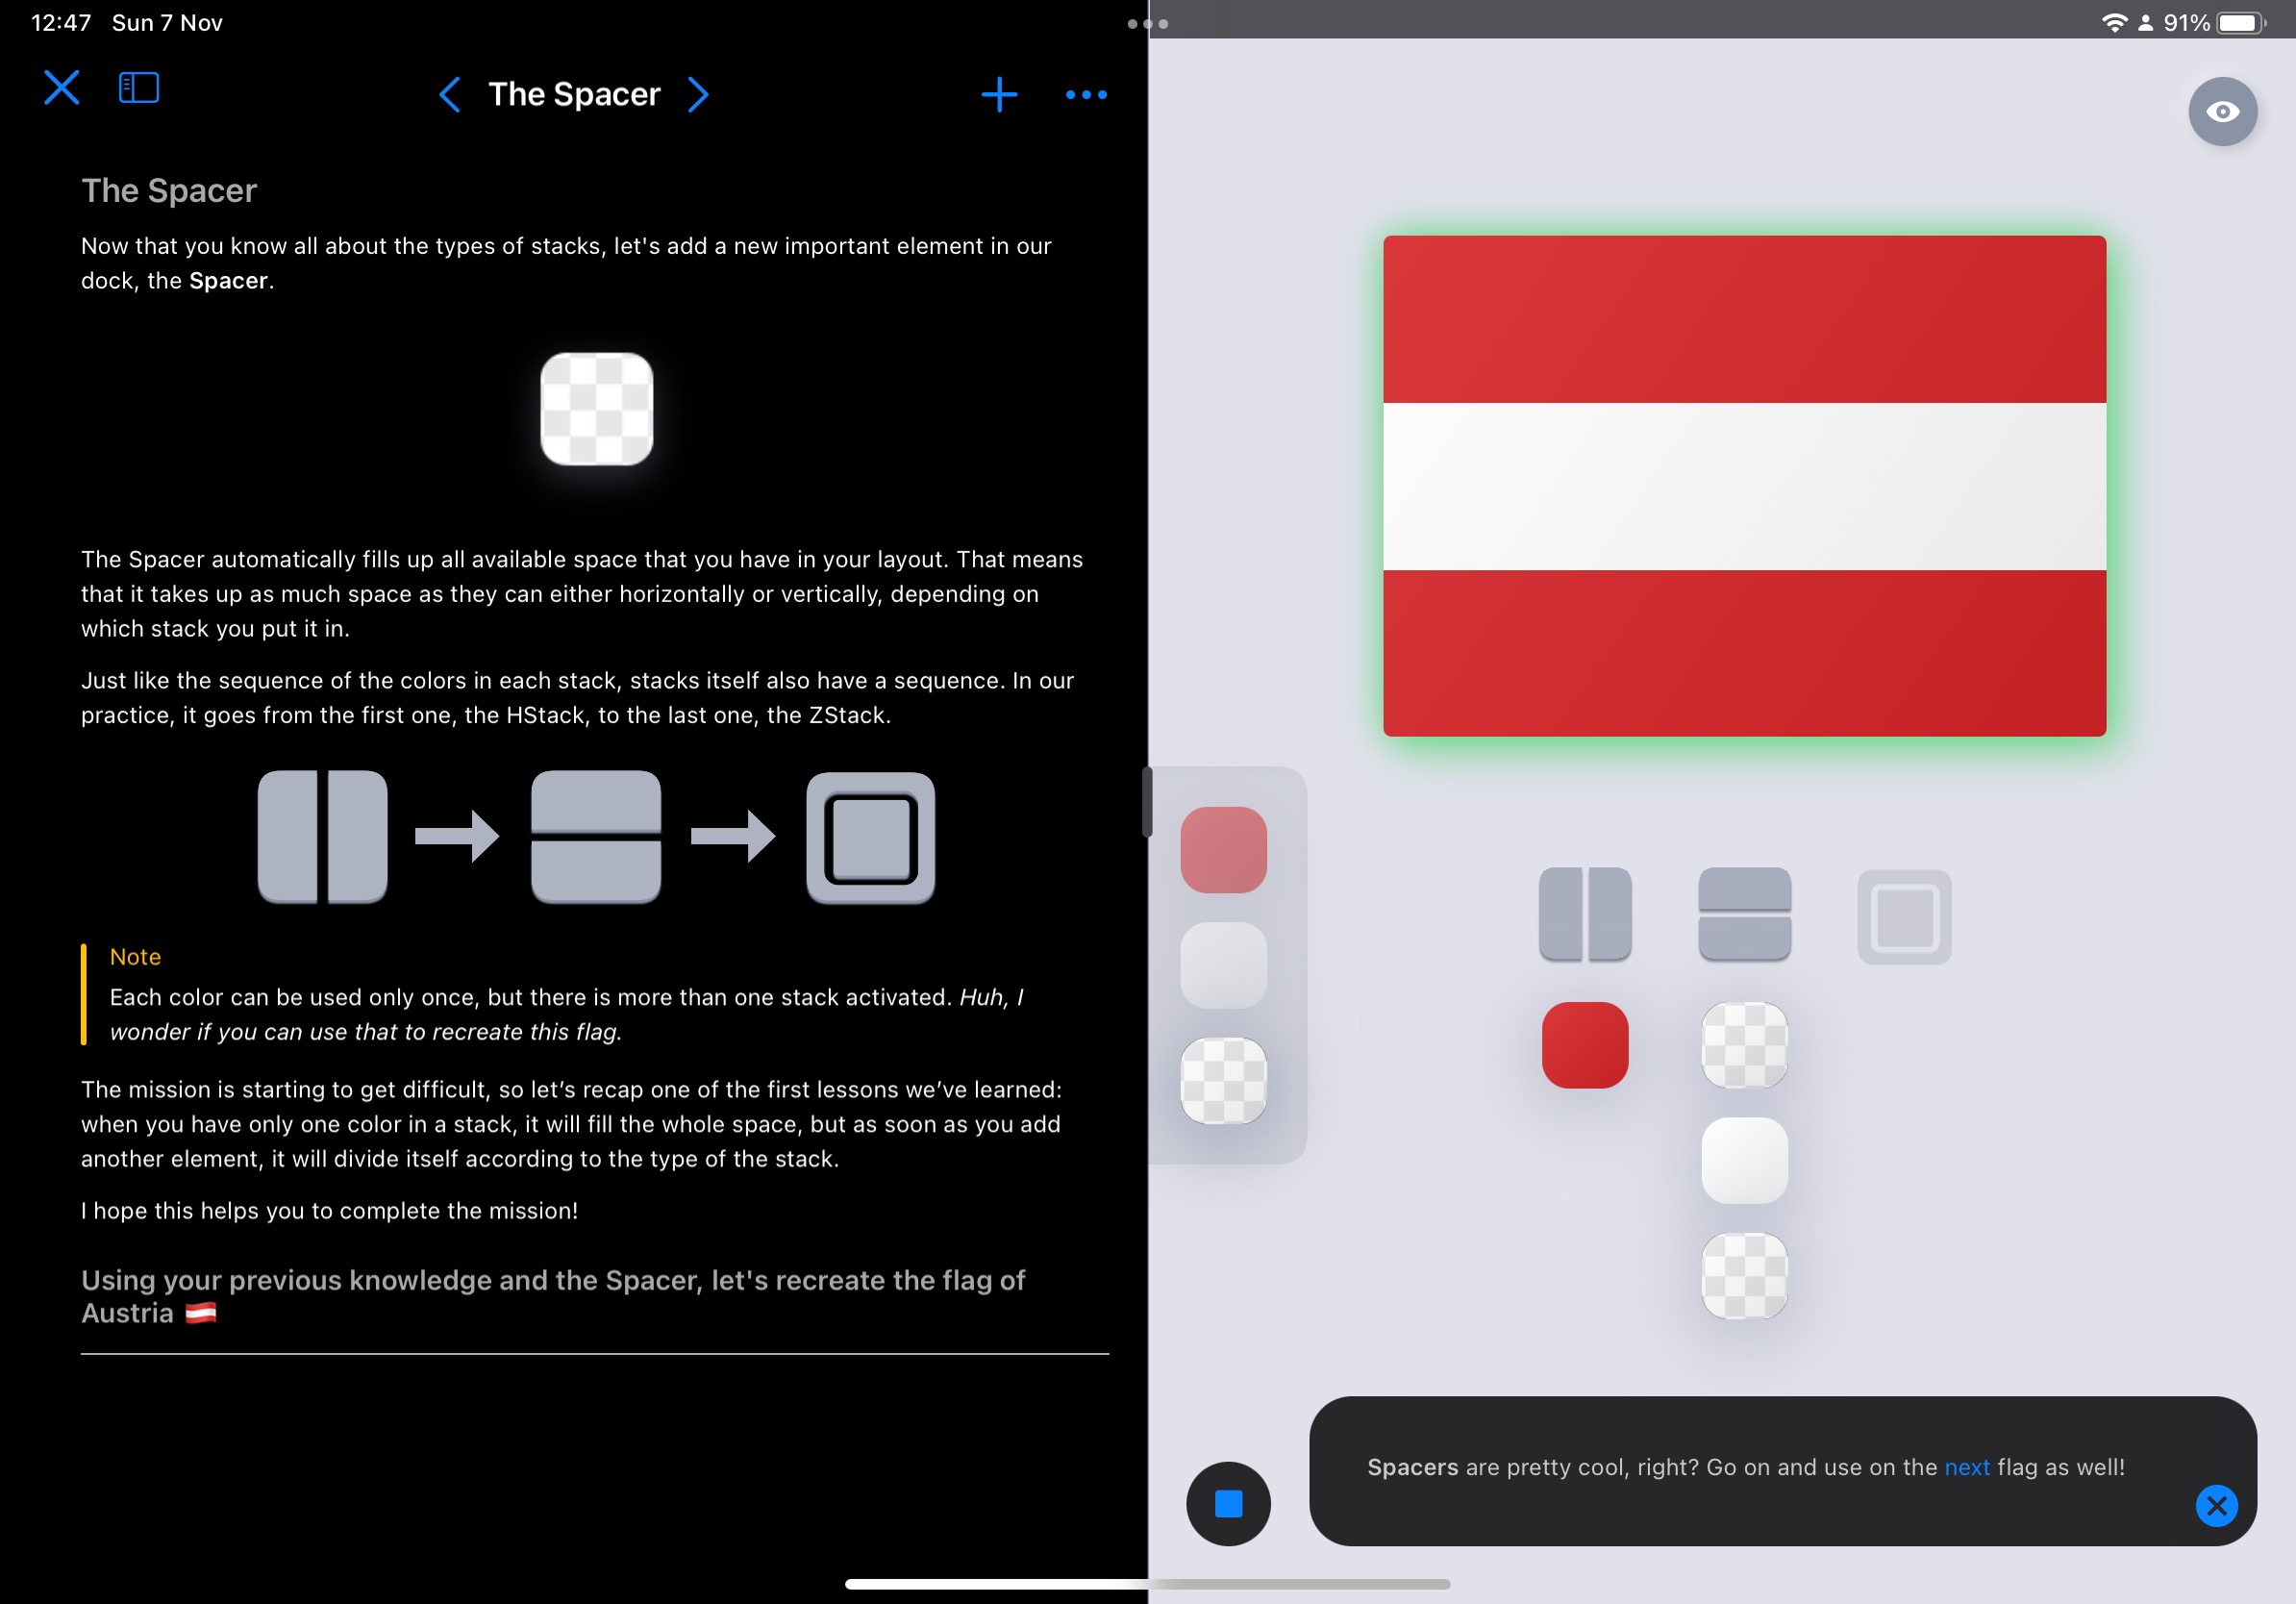 12:47 Sun 7 Nov
91%
The Spacer
The Spacer
Now that you know all about the types of stacks, let's add a new important element in our
dock, the Spacer.
The Spacer automatically fills up all available space that you have in your layout. That means
that it takes up as much space as they can either horizontally or vertically, depending on
which stack you put it in.
Just like the sequence of the colors in each stack, stacks itself also have a sequence. In our
practice, it goes from the first one, the HStack, to the last one, the ZStack.
Note
Each color can be used only once, but there is more than one stack activated. Huh, I
wonder if you can use that to recreate this flag.
The mission is starting to get difficult, so let’s recap one of the first lessons we’ve learned:
when you have only one color in a stack, it will fill the whole space, but as soon as you add
another element, it will divide itself according to the type of the stack.
I hope this helps you to complete the mission!
Using your previous knowledge and the Spacer, let's recreate the flag of
Austria 🇦🇹
Spacers are pretty cool, right? Go on and use on the next flag as well!